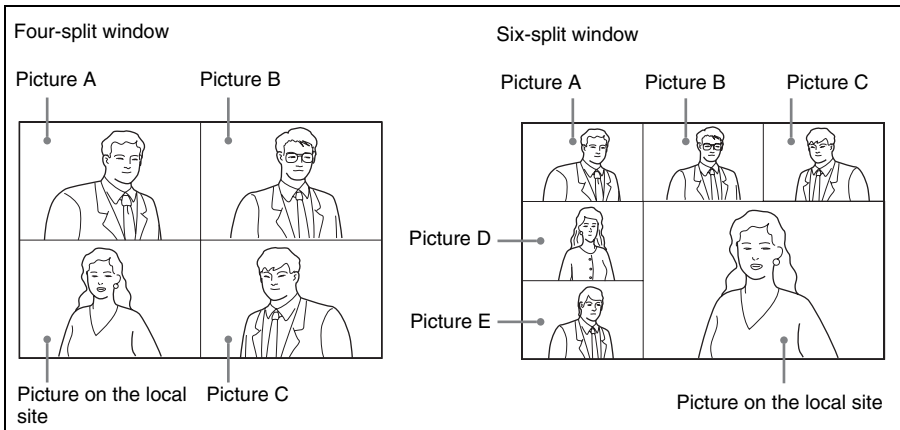 Four-split window
Picture A
Picture B
Picture on the local
site
Picture C
Six-split window
Picture A
Picture B
Picture C
Picture D
Picture E
Picture on the local site